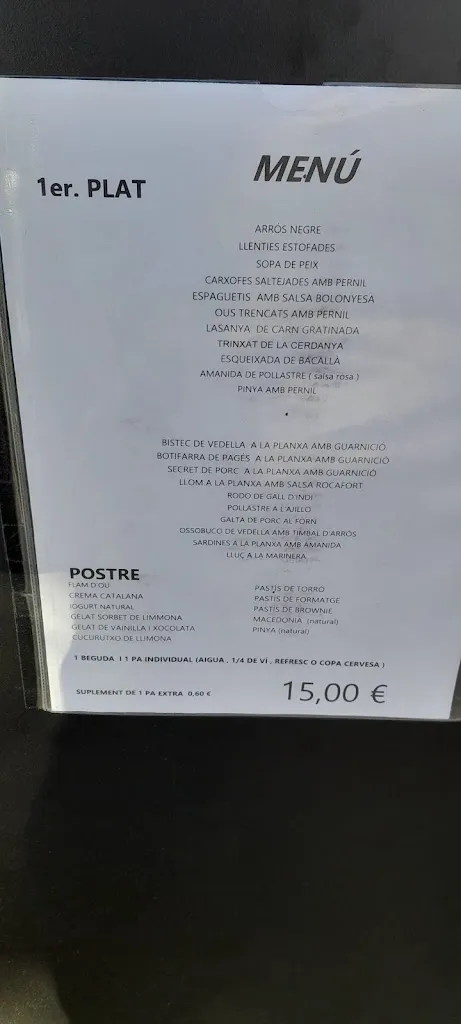 MENÚ
1er. PLAT
ARRÒS NEGRE
LLENTIES ESTOFADES
SOPA DE PEIX
CARXOFES SALTEJADES AMB PERNIL
ESPAGUETIS AMB SALSA BOLONYESA
OUS TRENCATS AMB PERNIL
LASANYA DE CARN GRATINADA
TRINXAT DE LA CERDANYA
ESQUEIXADA DE BACALLÀ
AMANIDA DE POLLASTRE ( salsa rosa )
PINYA AMB PERNIL
.
BISTEC DE VEDELLA A LA PLANXA AMB GUARNICIÓ
BOTIFARRA DE PAGÈS A LA PLANXA AMB GUARNICIÓ
SECRET DE PORC A LA PLANXA AMB GUARNICIÓ
LLOM A LA PLANXA AMB SALSA ROCAFORT
RODO DE GALL D'INDI
POLLASTRE A L'AJILLO
GALTA DE PORC AL FORN
OSSOBUCO DE VEDELLA AMB TIMBAL D'ARRÒS
SARDINES A LA PLANXA AMB AMANIDA
LLUÇ A LA MARINERA
POSTRE
FLAM D'OU
CREMA CATALANA
IOGURT NATURAL
GELAT SORBET DE LIMMONA
GELAT DE VAINILLA I XOCOLATA
CUCURUTXO DE LLIMONA
PASTÍS DE TORRÓ
PASTÍS DE FORMATGE
PASTÍS DE BROWNIE
MACEDONIA (natural)
PINYA (natural)
1 BEGUDA I 1 PA INDIVIDUAL (AIGUA , 1/4 DE VÍ , REFRESC O COPA CERVESA )
SUPLEMENT DE 1 PA EXTRA 0,60 €
15,00 €